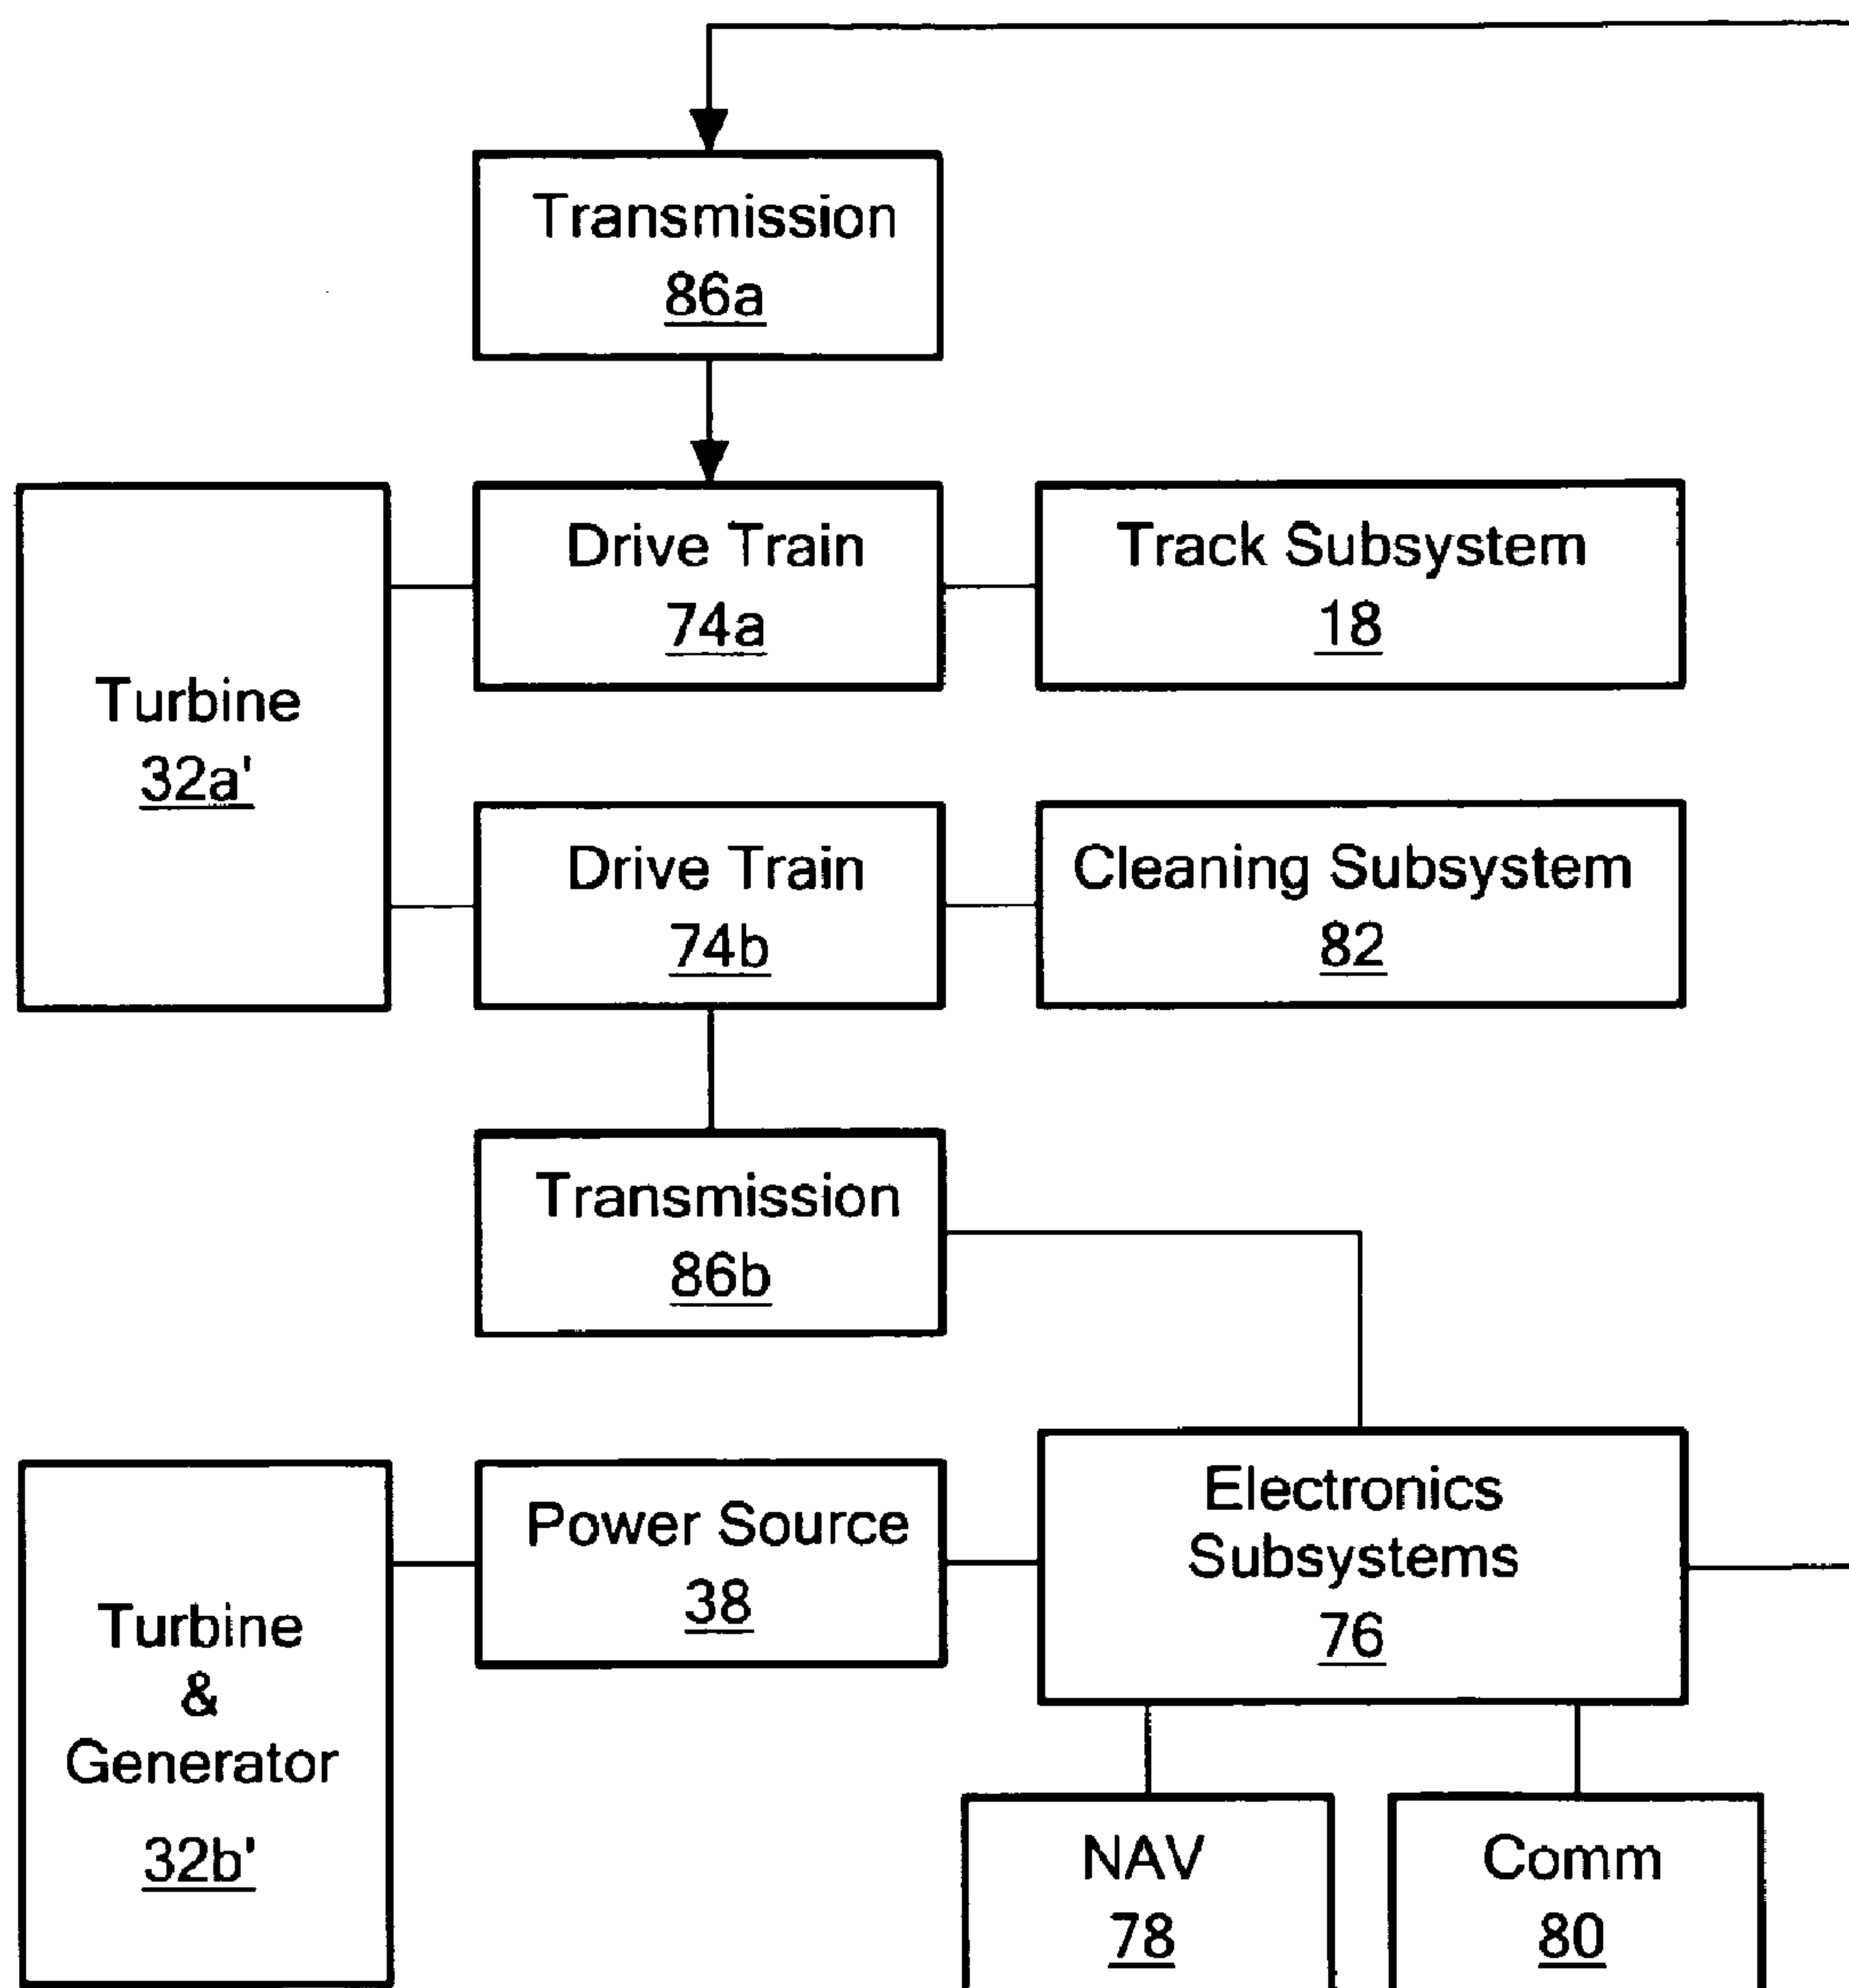 Transmission
86a
Drive Train
74a
Track Subsystem
18
Turbine
32a'
Drive Train
74b
Cleaning Subsystem
82
Transmission
86b
Electronics
Subsystems
76
Power Source
38
Turbine
&
Generator
32b'
NAV
78
Comm
80